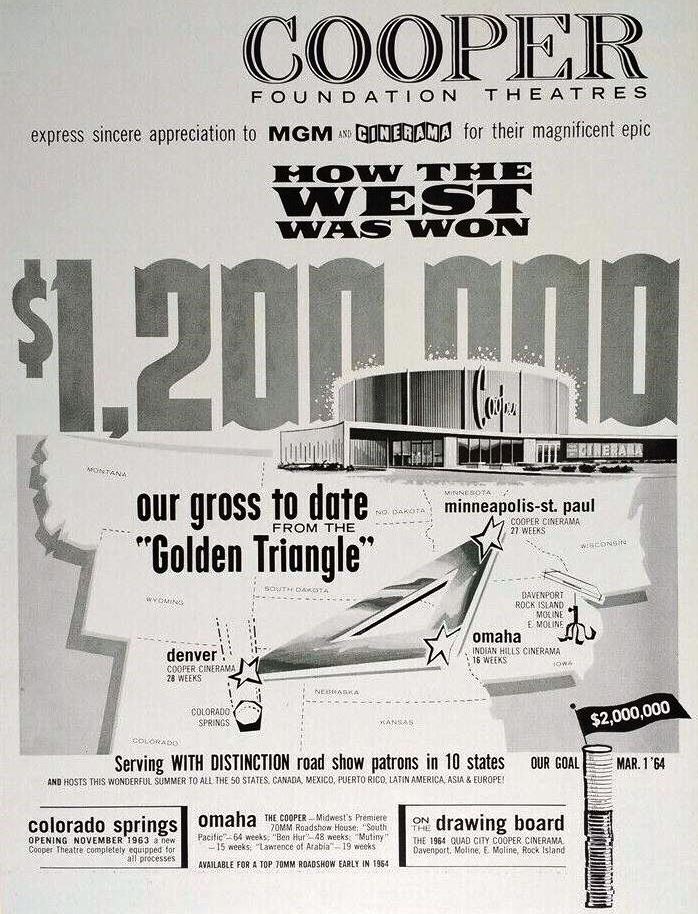 COOPER
FOUNDATION THEATRES
express sincere appreciation to MGM AND CINERAMA for their magnificent epic
HOW THE
WEST
WAS WON
$1,200,000
Cooper
CINERAMA
MONTANA
our gross to date
FROM THE
"Golden Triangle"
NO. DAKOTA
MINNESOTA
minneapolis-st. paul
COOPER CINERAMA
27 WEEKS
WISCONSIN
WYOMING
SOUTH DAKOTA
DAVENPORT
ROCK ISLAND
MOLINE
E. MOLINE
omaha
INDIAN HILLS CINERAMA
16 WEEKS
IOWA
denver
COOPER CINERAMA
28 WEEKS
NEBRASKA
COLORADO
SPRINGS
KANSAS
COLORADO
$2,000,000
Serving WITH DISTINCTION road show patrons in 10 states
OUR GOAL MAR. 1 '64
AND HOSTS THIS WONDERFUL SUMMER TO ALL THE 50 STATES, CANADA, MEXICO, PUERTO RICO, LATIN AMERICA, ASIA & EUROPE!
colorado springs
OPENING NOVEMBER 1963 a new
Cooper Theatre completely equipped for
all processes
omaha THE COOPER — Midwest's Premiere
70MM Roadshow House: "South
Pacific"—64 weeks; "Ben Hur"—48 weeks; "Mutiny"
—15 weeks; "Lawrence of Arabia"—19 weeks
AVAILABLE FOR A TOP 70MM ROADSHOW EARLY IN 1964
ON THE drawing board
THE 1964 QUAD CITY COOPER CINERAMA,
Davenport, Moline, E. Moline, Rock Island